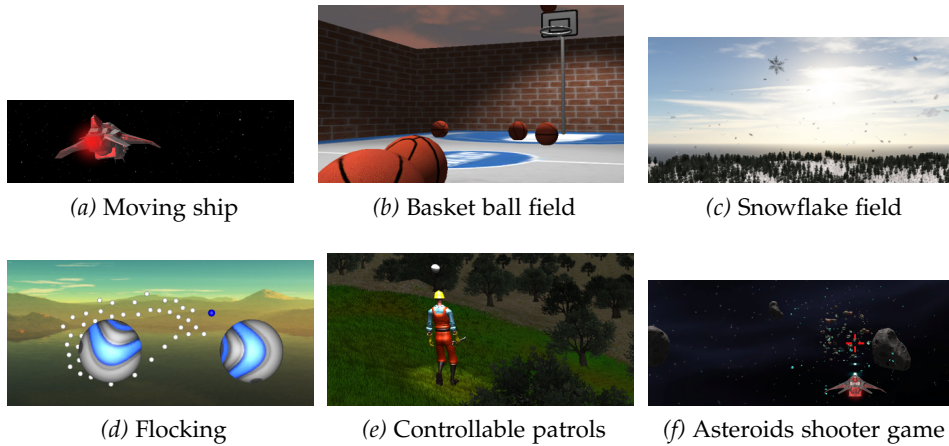 (a) Moving ship
(b) Basket ball field
(c) Snowflake field
(d) Flocking
(e) Controllable patrols
(f) Asteroids shooter game